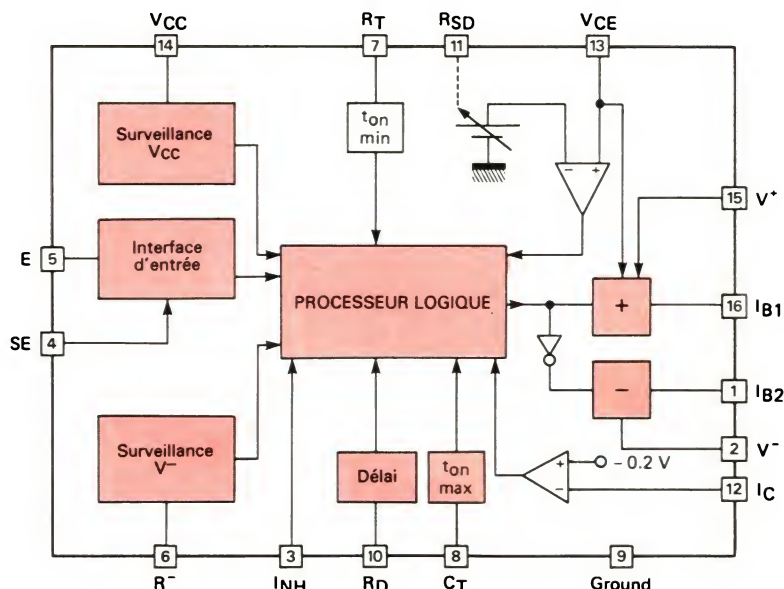 VCC
RT
RSD
VCE
14
7
11
13
Surveillance
VCC
ton
min
- +
15
V+
E
5
Interface
d'entrée
PROCESSEUR LOGIQUE
+
16
IB1
SE
4
-
1
IB2
Surveillance
V-
Délai
ton
max
+
-
- 0.2 V
2
V-
12
IC
6
3
10
8
9
R-
INH
RD
CT
Ground